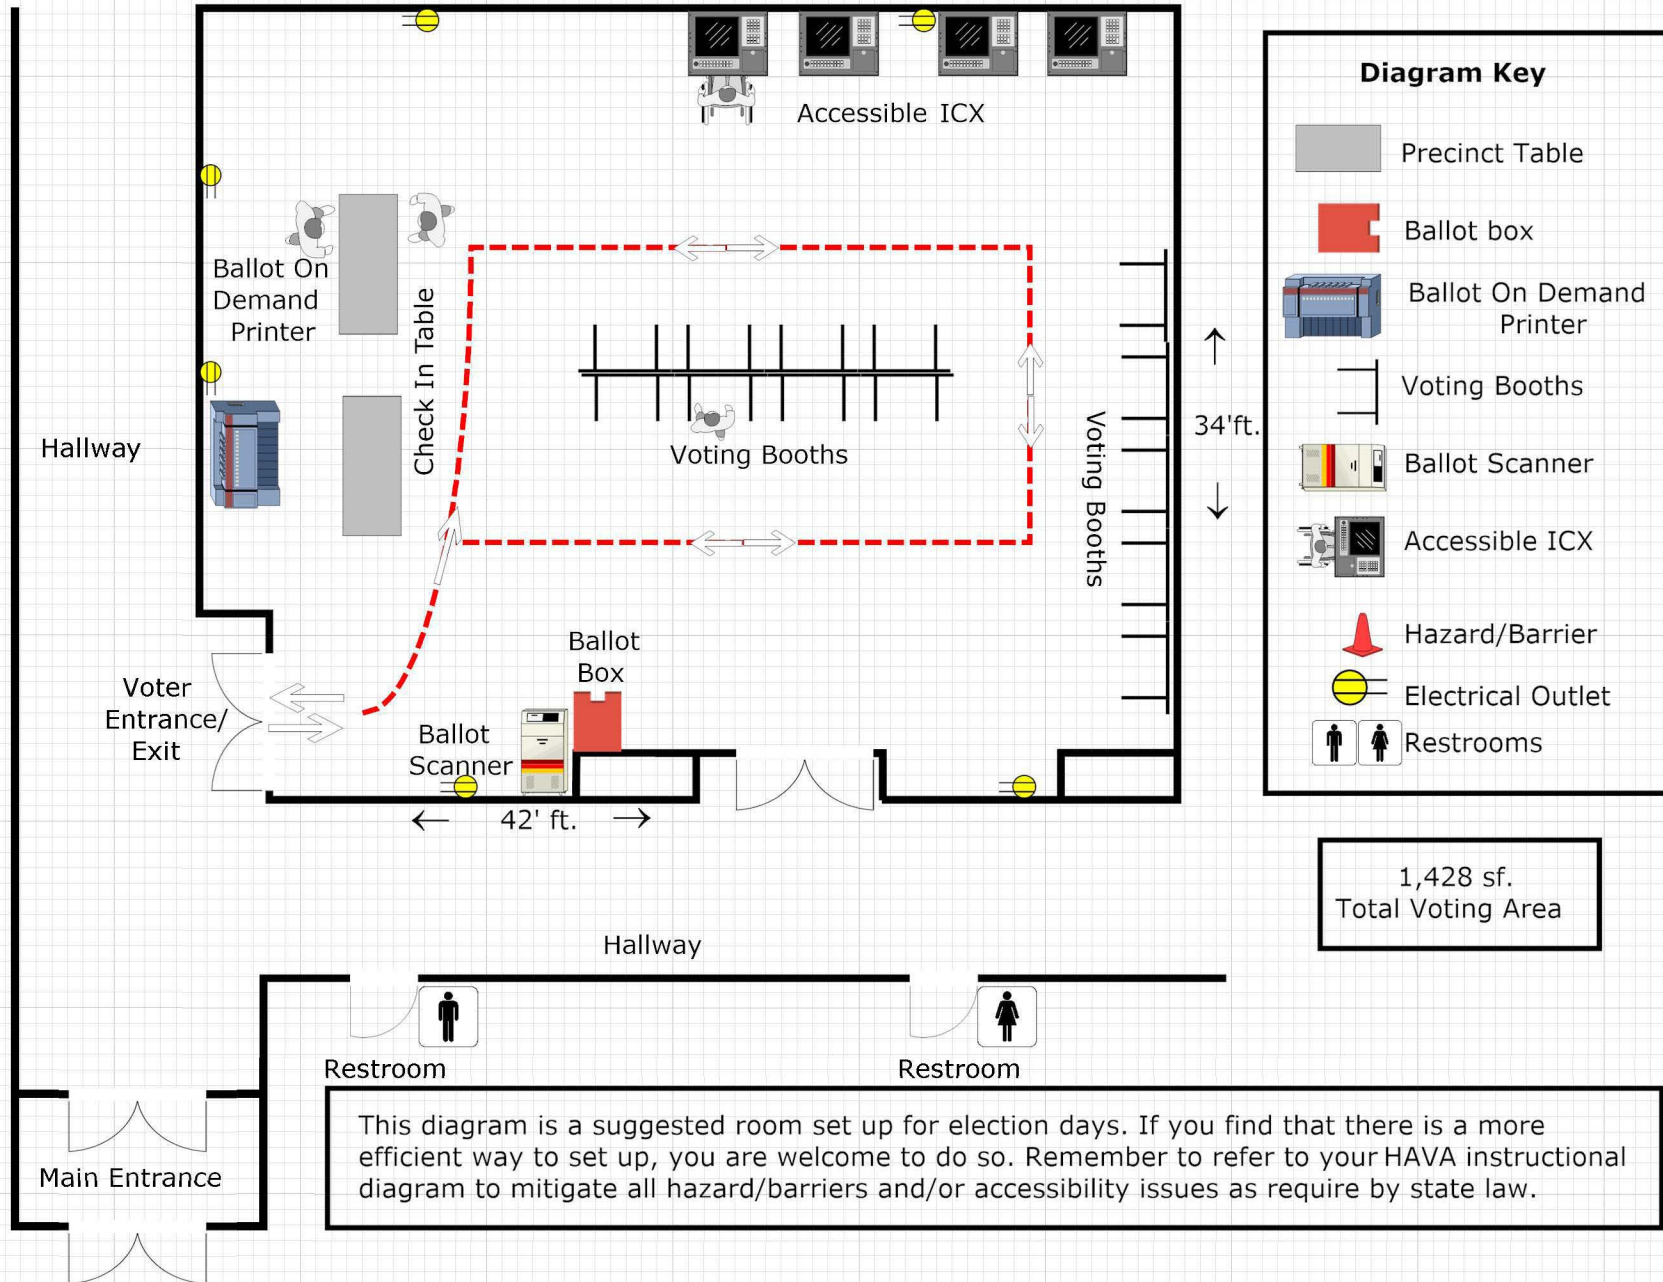 Accessible ICX
Ballot On
Demand
Printer
Check In Table
Hallway
Voting Booths
Voting Booths
34'ft.
Voter
Entrance/
Exit
Ballot
Box
Ballot
Scanner
42' ft.
Hallway
Restroom
Restroom
Main Entrance
Diagram Key
Precinct Table
Ballot box
Ballot On Demand
Printer
Voting Booths
Ballot Scanner
Accessible ICX
Hazard/Barrier
Electrical Outlet
Restrooms
1,428 sf.
Total Voting Area
This diagram is a suggested room set up for election days. If you find that there is a more
efficient way to set up, you are welcome to do so. Remember to refer to your HAVA instructional
diagram to mitigate all hazard/barriers and/or accessibility issues as require by state law.